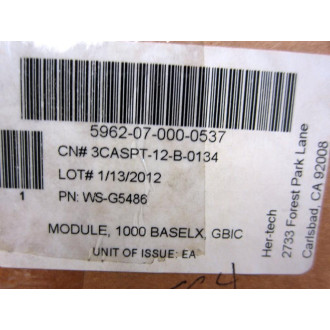 5962-07-000-0537
CN# 3CASPT-12-B-0134
LOT# 1/13/2012
PN: WS-G5486
1
MODULE, 1000 BASELX, GBIC
UNIT OF ISSUE: EA
Her-tech
2733 Forest Park Lane
Carlsbad, CA 92008